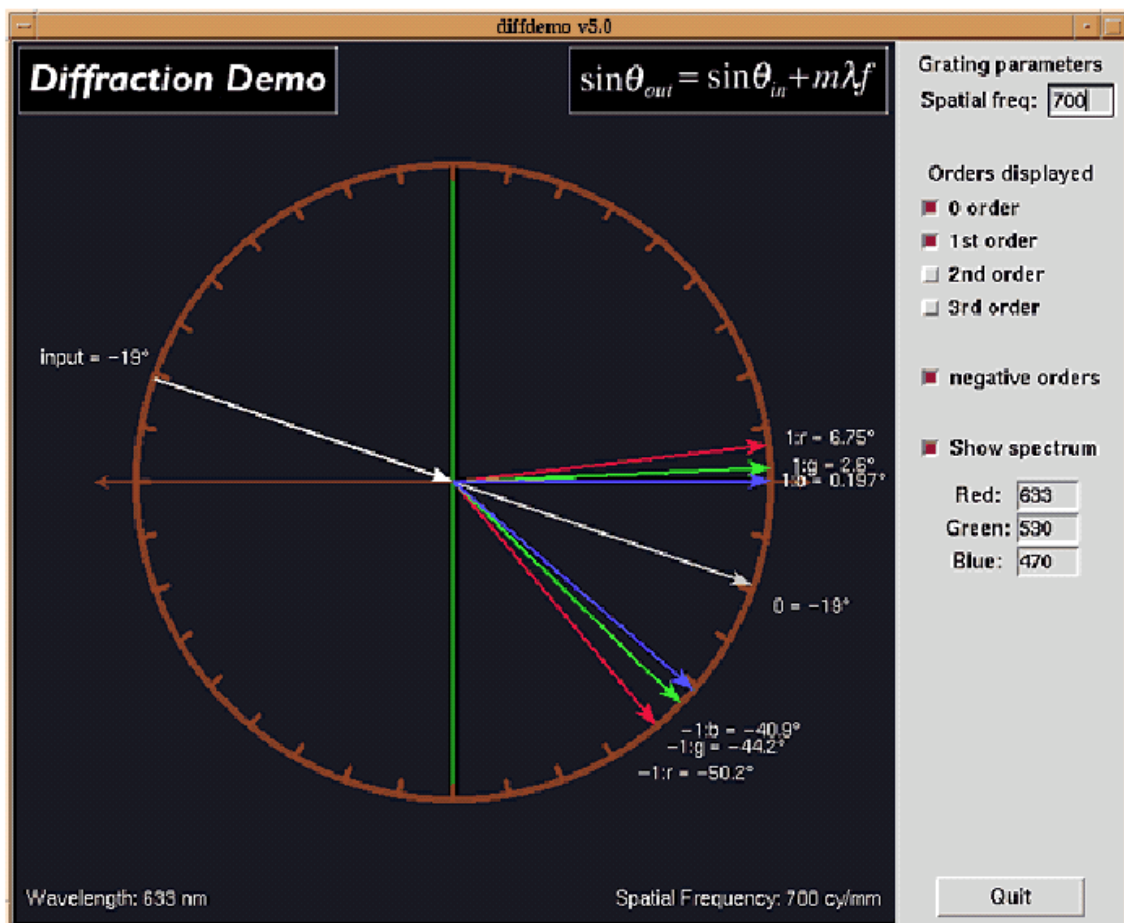 diffdemo v5.0
Diffraction Demo
sinθout = sinθin + mλf
Grating parameters
Spatial freq: 700
Orders displayed
0 order
1st order
2nd order
3rd order
negative orders
Show spectrum
Red: 633
Green: 530
Blue: 470
Quit
input = -19°
1:r = 6.75°
1:g = 2.6°
1:b = 0.197°
0 = -19°
-1:b = -40.9°
-1:g = -44.2°
-1:r = -50.2°
Wavelength: 633 nm
Spatial Frequency: 700 cy/mm